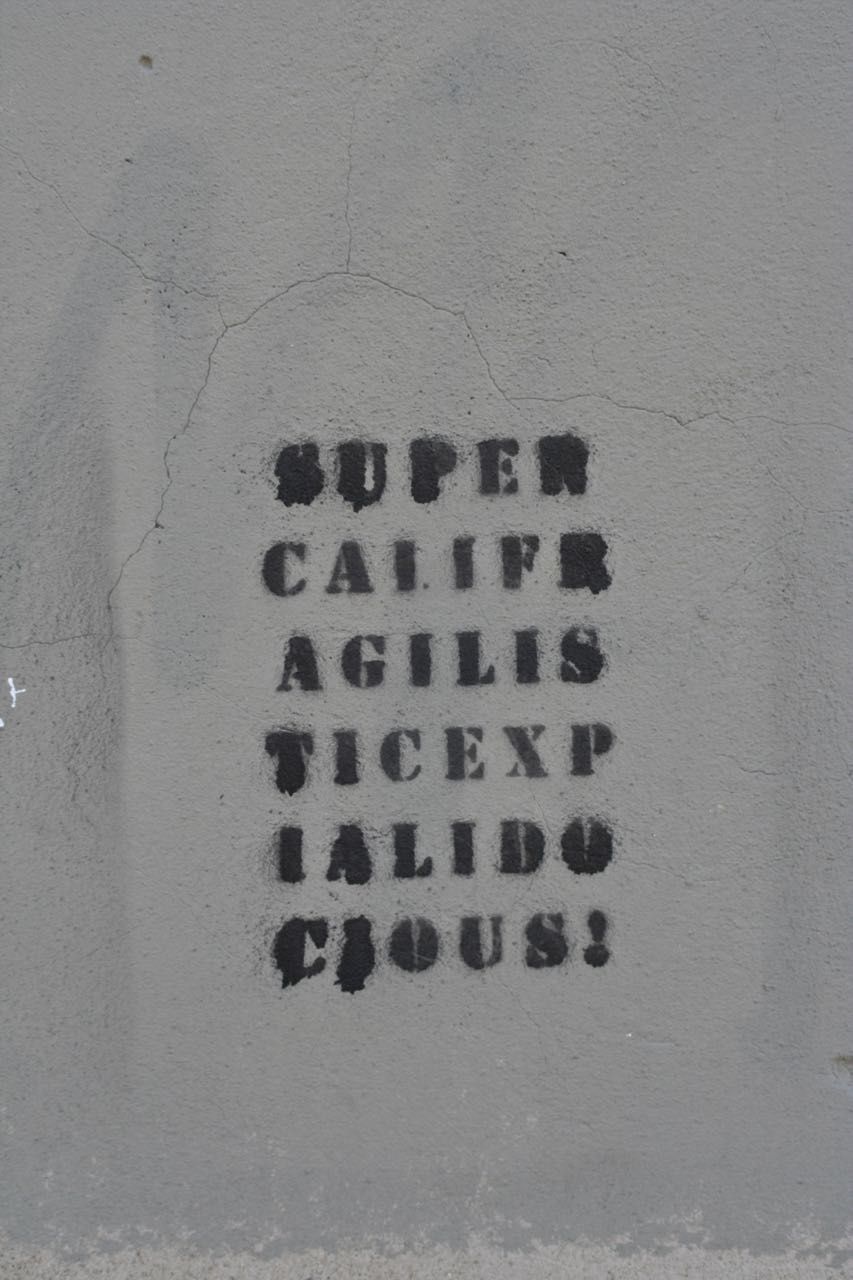 SUPER
CALIFR
AGILIS
TICEXP
IALIDO
CIOUS!